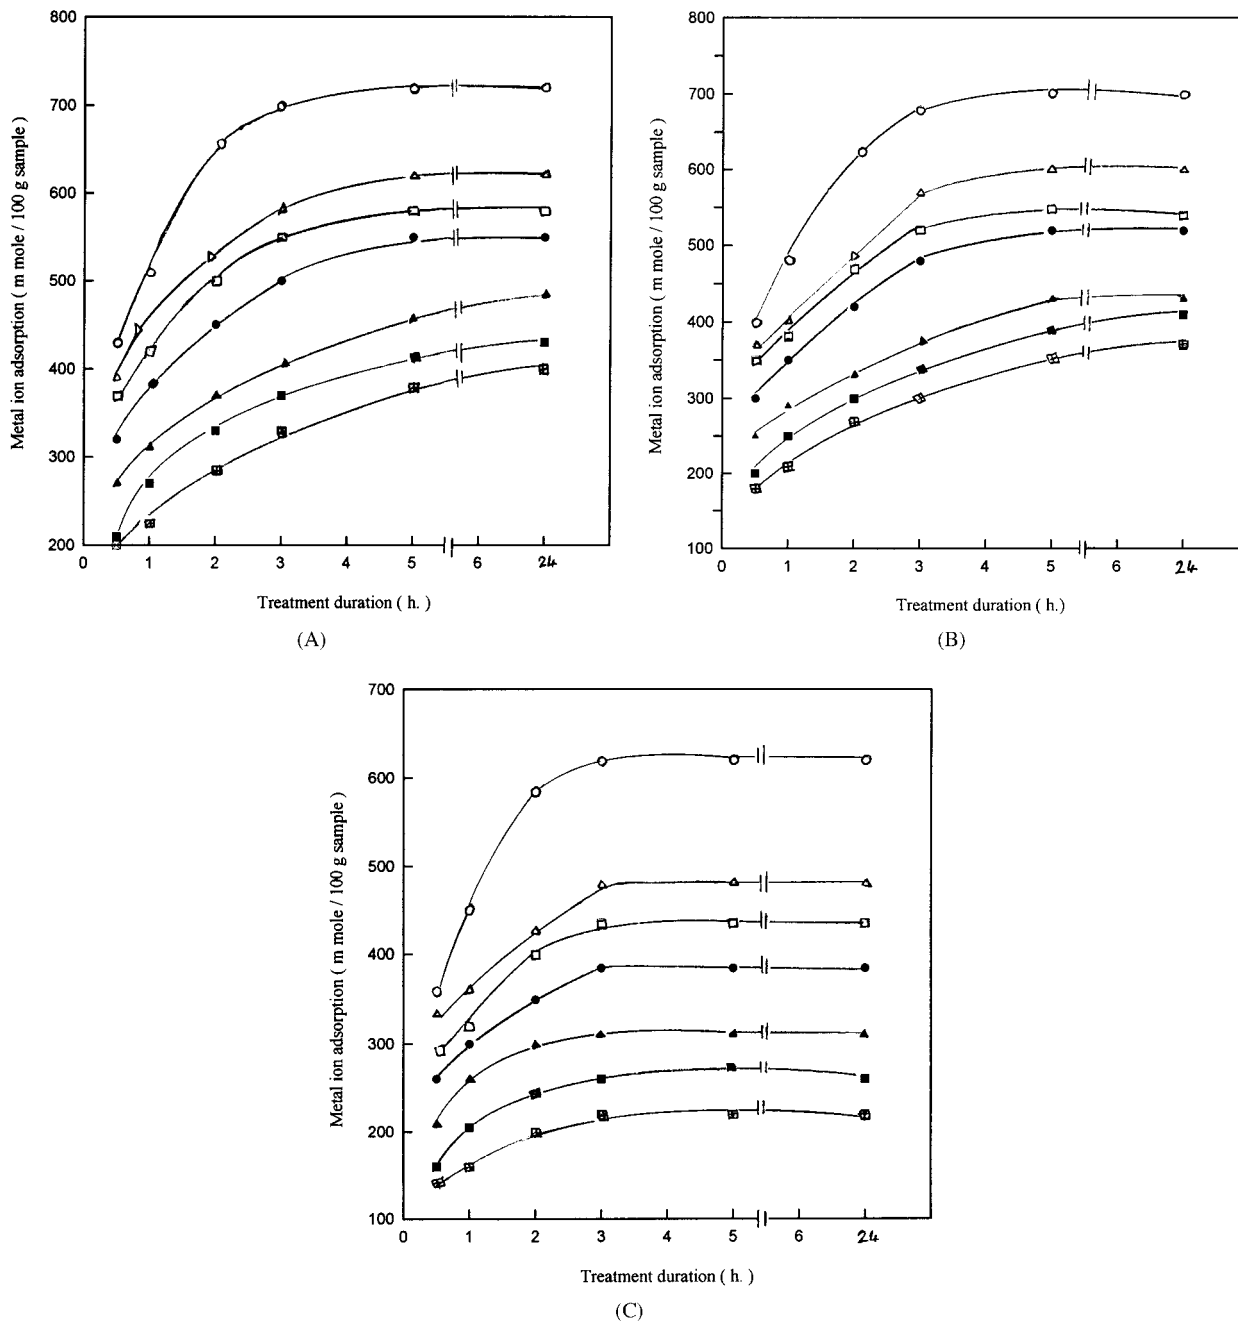 800
700
600
500
400
300
200
Metal ion adsorption ( m mole / 100 g sample )
0 1 2 3 4 5 6 24
Treatment duration ( h. )
(A)
800
700
600
500
400
300
200
100
Metal ion adsorption ( m mole / 100 g sample )
0 1 2 3 4 5 6 24
Treatment duration ( h.)
(B)
700
600
500
400
300
200
100
Metal ion adsorption ( m mole / 100 g sample )
0 1 2 3 4 5 6 24
Treatment duration ( h. )
(C)